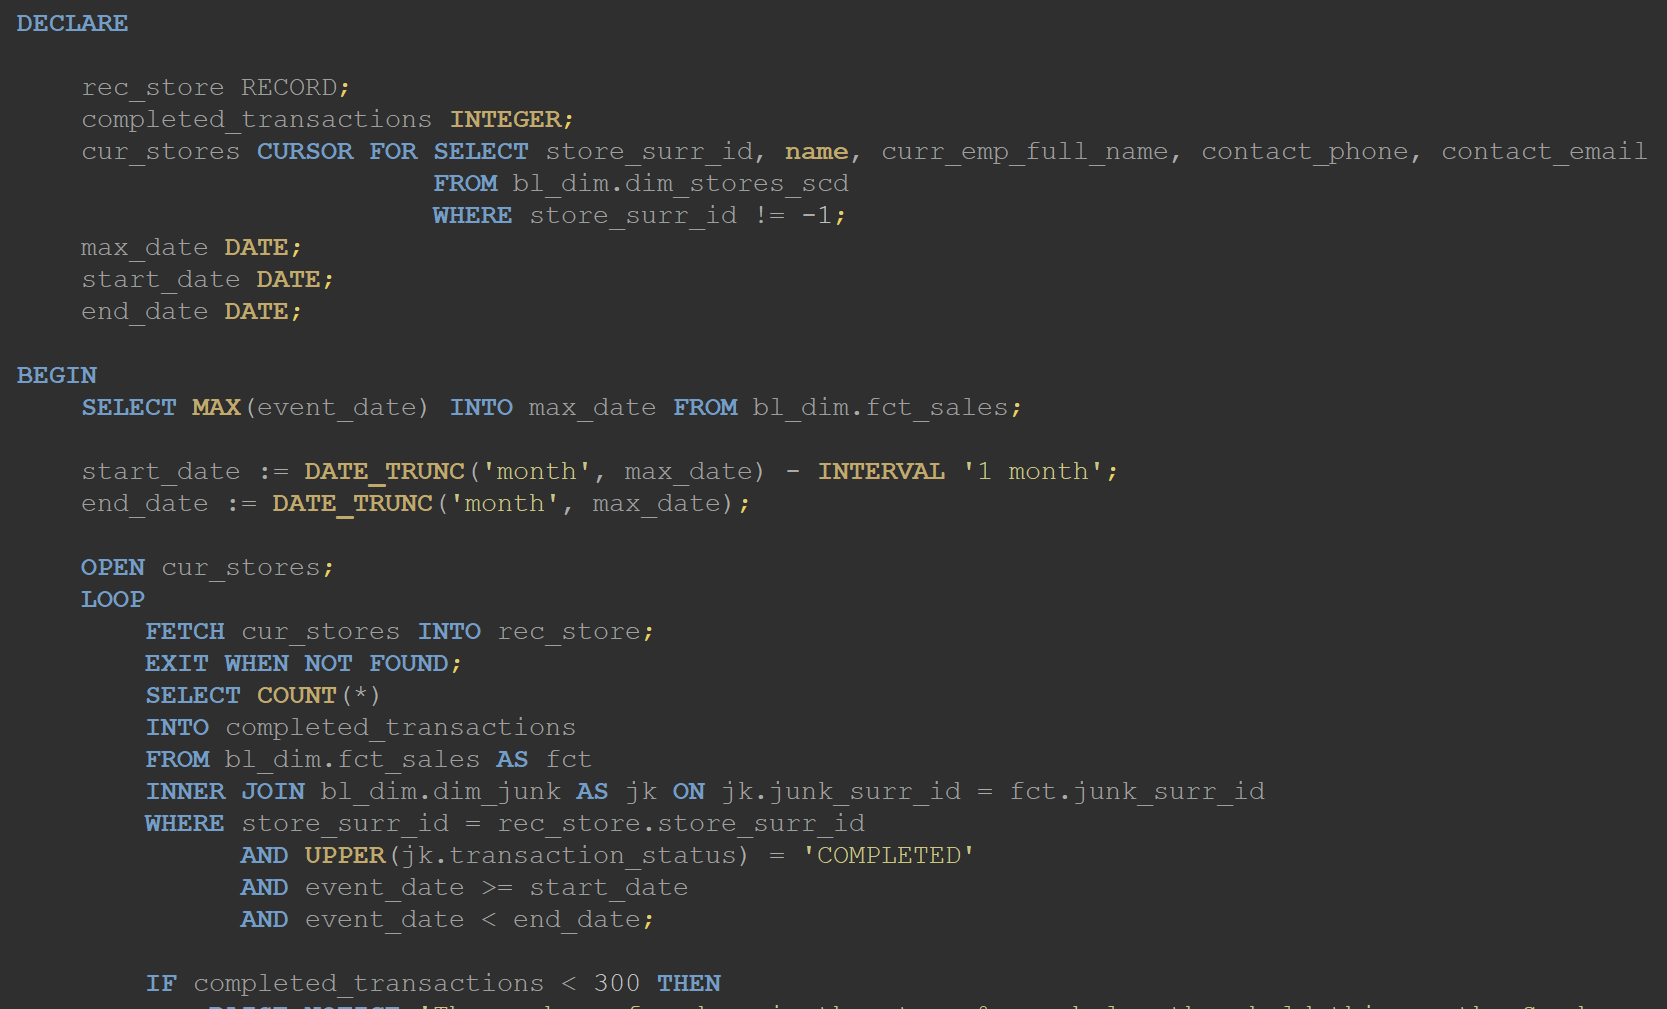 DECLARE
rec_store RECORD;
completed_transactions INTEGER;
cur_stores CURSOR FOR SELECT store_surr_id, name, curr_emp_full_name, contact_phone, contact_email
FROM bl_dim.dim_stores_scd
WHERE store_surr_id != -1;
max_date DATE;
start_date DATE;
end_date DATE;
BEGIN
SELECT MAX(event_date) INTO max_date FROM bl_dim.fct_sales;
start_date := DATE_TRUNC('month', max_date) - INTERVAL '1 month';
end_date := DATE_TRUNC('month', max_date);
OPEN cur_stores;
LOOP
FETCH cur_stores INTO rec_store;
EXIT WHEN NOT FOUND;
SELECT COUNT(*)
INTO completed_transactions
FROM bl_dim.fct_sales AS fct
INNER JOIN bl_dim.dim_junk AS jk ON jk.junk_surr_id = fct.junk_surr_id
WHERE store_surr_id = rec_store.store_surr_id
AND UPPER(jk.transaction_status) = 'COMPLETED'
AND event_date >= start_date
AND event_date < end_date;
IF completed_transactions < 300 THEN